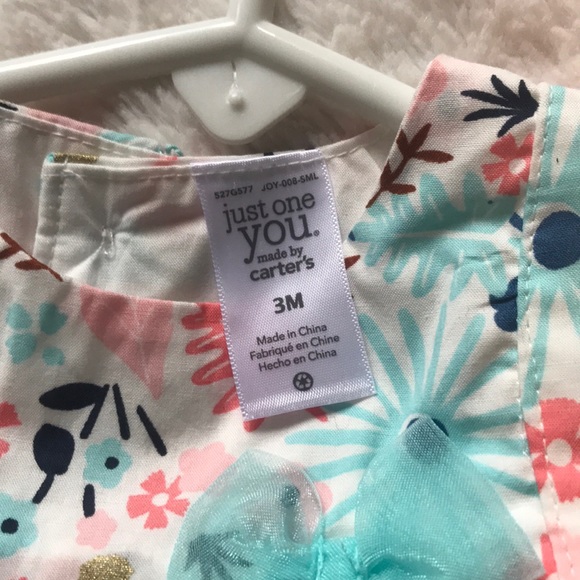 527G577 JOY-008-SML
just one
you®
made by
carter's
3M
Made in China
Fabriqué en Chine
Hecho en China